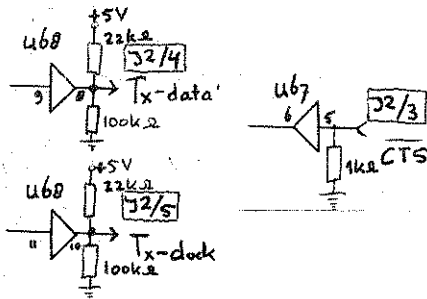 +5V
u68
22kΩ
J2/4
9
8
Tx-data
100kΩ
+5V
u68
22kΩ
J2/5
11
10
Tx-clock
100kΩ
u67
J2/3
6
5
1kΩ
CTS